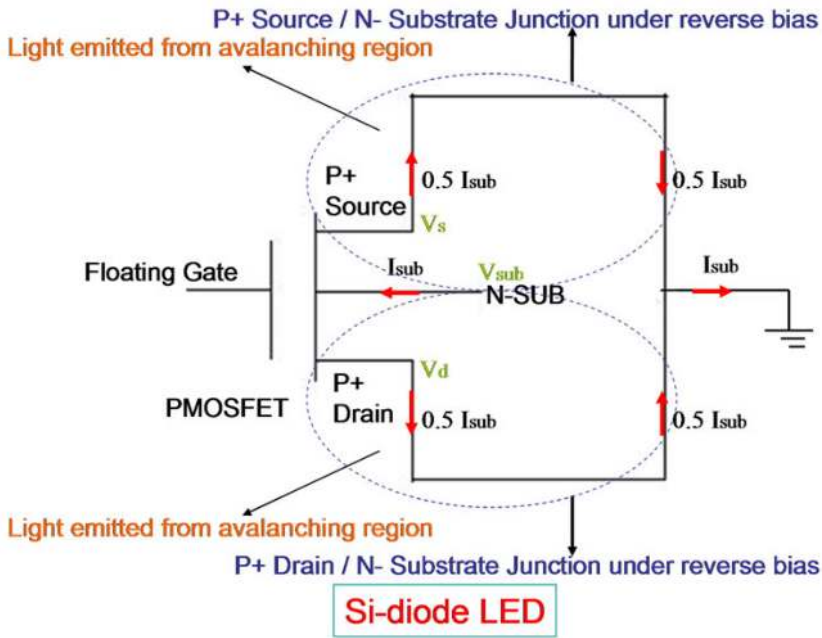 P+ Source / N- Substrate Junction under reverse bias
Light emitted from avalanching region
P+
Source
0.5 Isub
0.5 Isub
Vs
Floating Gate
Isub
Vsub
N-SUB
Isub
Vd
P+
Drain
PMOSFET
0.5 Isub
0.5 Isub
Light emitted from avalanching region
P+ Drain / N- Substrate Junction under reverse bias
Si-diode LED